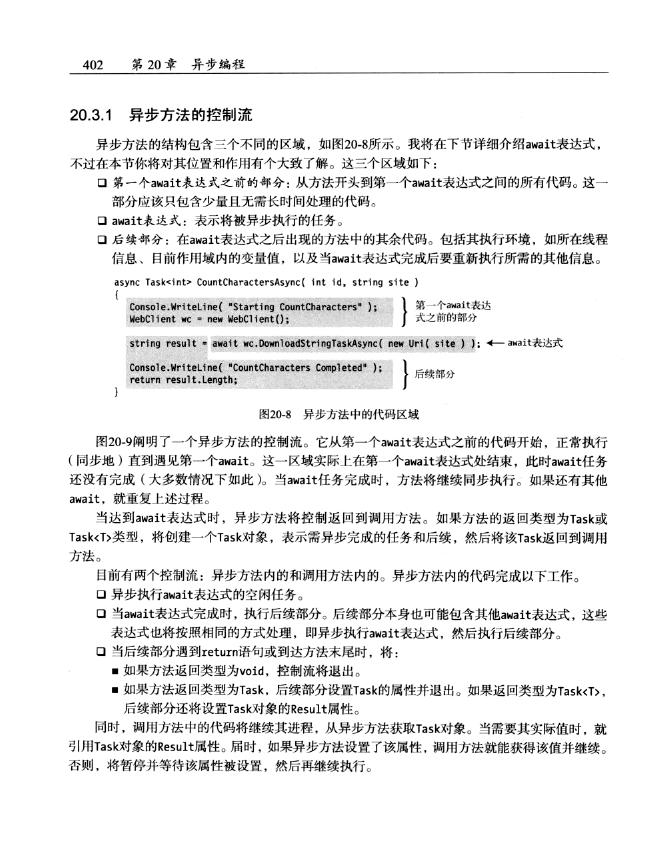 402 第20章 异步编程
20.3.1 异步方法的控制流
异步方法的结构包含三个不同的区域，如图20-8所示。我将在下节详细介绍await表达式，
不过在本节你将对其位置和作用有个大致了解。这三个区域如下：
❑ 第一个await表达式之前的部分：从方法开头到第一个await表达式之间的所有代码。这一
部分应该只包含少量且无需长时间处理的代码。
❑ await表达式：表示将被异步执行的任务。
❑ 后续部分：在await表达式之后出现的方法中的其余代码。包括其执行环境，如所在线程
信息、目前作用域内的变量值，以及当await表达式完成后要重新执行所需的其他信息。
async Task<int> CountCharactersAsync( int id, string site )
{
Console.WriteLine( "Starting CountCharacters" );
WebClient wc = new WebClient();
第一个await表达
式之前的部分
string result = await wc.DownloadStringTaskAsync( new Uri( site ) ); ← await表达式
Console.WriteLine( "CountCharacters Completed" );
return result.Length;
后续部分
}
图20-8 异步方法中的代码区域
图20-9阐明了一个异步方法的控制流。它从第一个await表达式之前的代码开始，正常执行
（同步地）直到遇见第一个await。这一区域实际上在第一个await表达式处结束，此时await任务
还没有完成（大多数情况下如此）。当await任务完成时，方法将继续同步执行。如果还有其他
await，就重复上述过程。
当达到await表达式时，异步方法将控制返回到调用方法。如果方法的返回类型为Task或
Task<T>类型，将创建一个Task对象，表示需异步完成的任务和后续，然后将该Task返回到调用
方法。
目前有两个控制流：异步方法内的和调用方法内的。异步方法内的代码完成以下工作。
❑ 异步执行await表达式的空闲任务。
❑ 当await表达式完成时，执行后续部分。后续部分本身也可能包含其他await表达式，这些
表达式也将按照相同的方式处理，即异步执行await表达式，然后执行后续部分。
❑ 当后续部分遇到return语句或到达方法末尾时，将：
■ 如果方法返回类型为void，控制流将退出。
■ 如果方法返回类型为Task，后续部分设置Task的属性并退出。如果返回类型为Task<T>，
后续部分还将设置Task对象的Result属性。
同时，调用方法中的代码将继续其进程，从异步方法获取Task对象。当需要其实际值时，就
引用Task对象的Result属性。届时，如果异步方法设置了该属性，调用方法就能获得该值并继续。
否则，将暂停并等待该属性被设置，然后再继续执行。